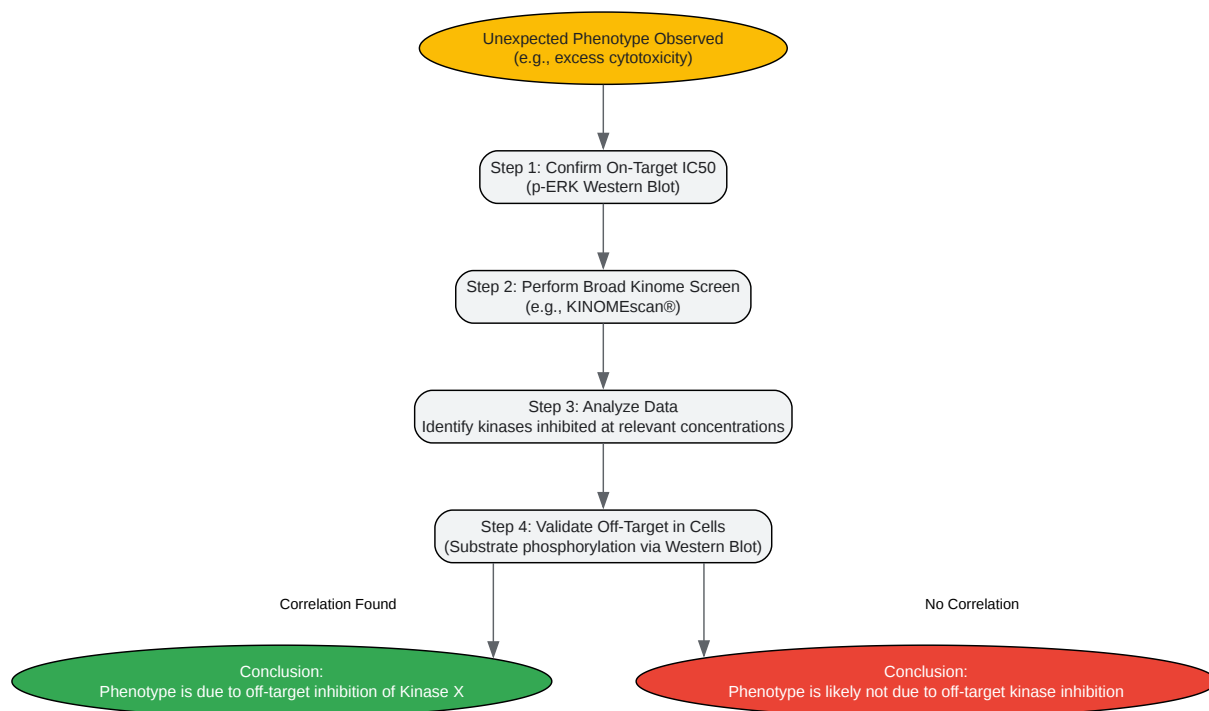 Unexpected Phenotype Observed
(e.g., excess cytotoxicity)
Step 1: Confirm On-Target IC50
(p-ERK Western Blot)
Step 2: Perform Broad Kinome Screen
(e.g., KINOMEscan®)
Step 3: Analyze Data
Identify kinases inhibited at relevant concentrations
Step 4: Validate Off-Target in Cells
(Substrate phosphorylation via Western Blot)
Correlation Found
No Correlation
Conclusion:
Phenotype is due to off-target inhibition of Kinase X
Conclusion:
Phenotype is likely not due to off-target kinase inhibition